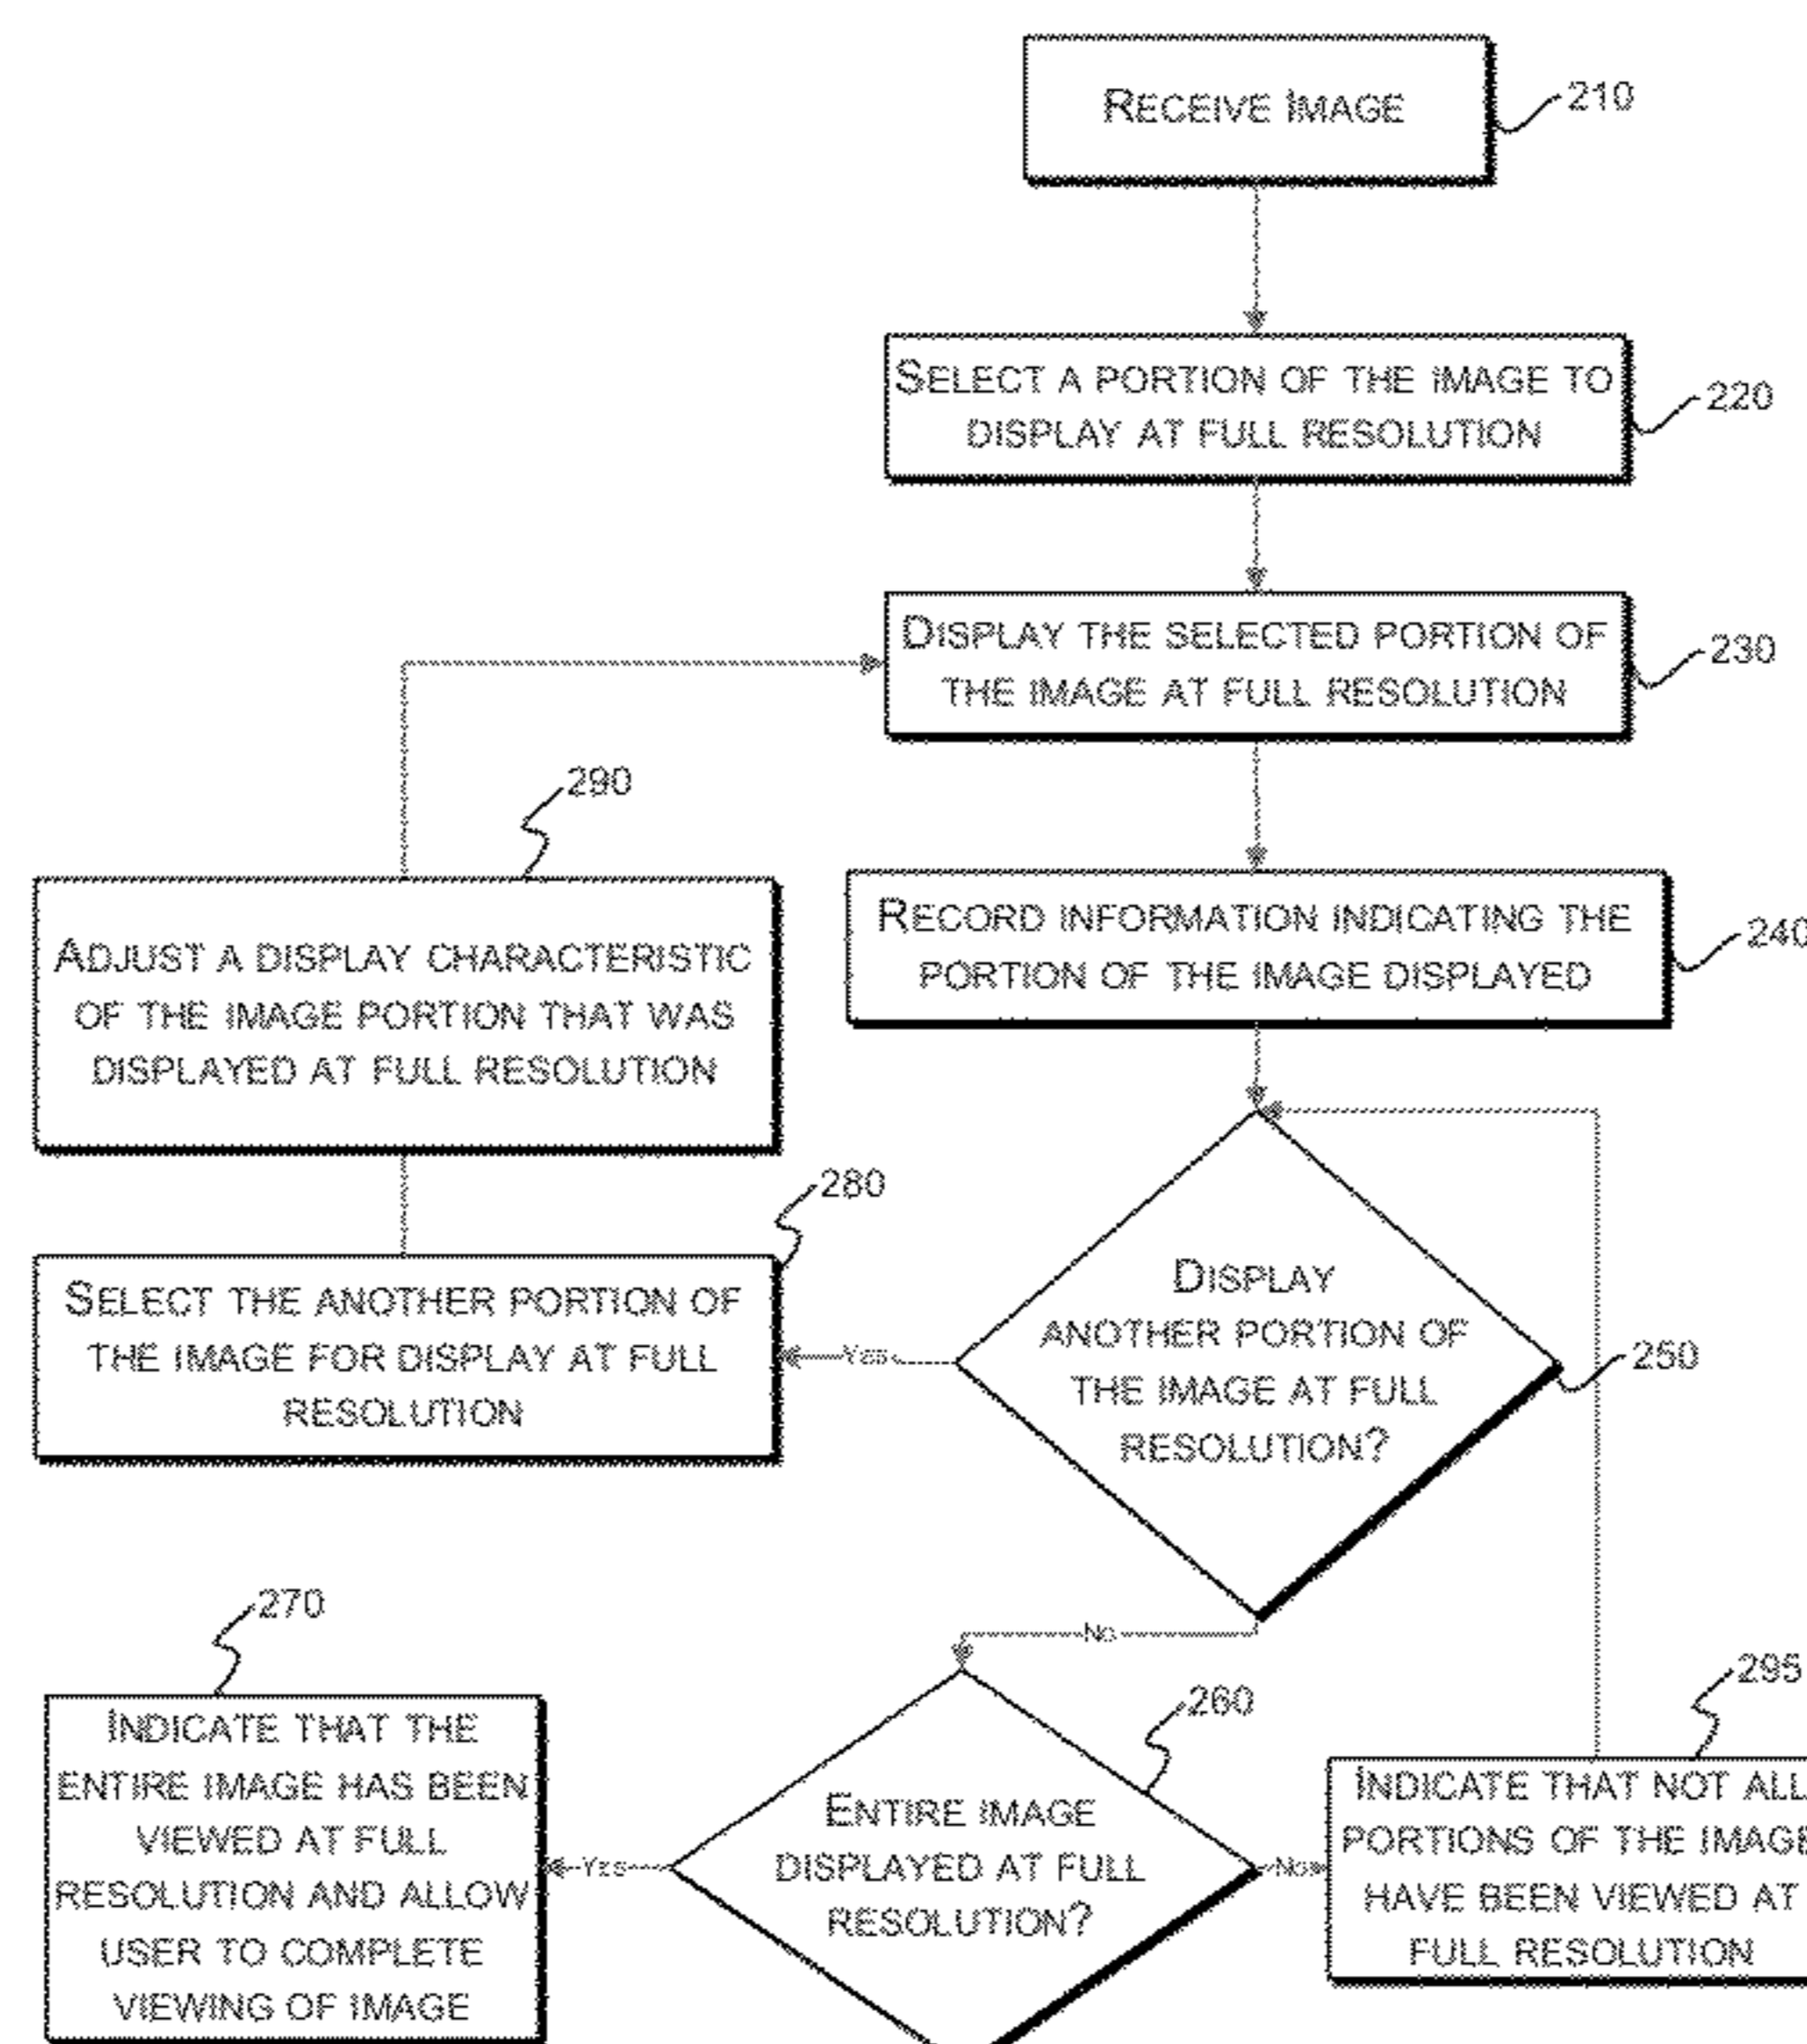 RECEIVE IMAGE
210
SELECT A PORTION OF THE IMAGE TO
DISPLAY AT FULL RESOLUTION
220
DISPLAY THE SELECTED PORTION OF
THE IMAGE AT FULL RESOLUTION
230
290
ADJUST A DISPLAY CHARACTERISTIC
OF THE IMAGE PORTION THAT WAS
DISPLAYED AT FULL RESOLUTION
RECORD INFORMATION INDICATING THE
PORTION OF THE IMAGE DISPLAYED
240
280
SELECT THE ANOTHER PORTION OF
THE IMAGE FOR DISPLAY AT FULL
RESOLUTION
Yes
DISPLAY
ANOTHER PORTION OF
THE IMAGE AT FULL
RESOLUTION?
250
No
270
INDICATE THAT THE
ENTIRE IMAGE HAS BEEN
VIEWED AT FULL
RESOLUTION AND ALLOW
USER TO COMPLETE
VIEWING OF IMAGE
Yes
260
ENTIRE IMAGE
DISPLAYED AT FULL
RESOLUTION?
No
295
INDICATE THAT NOT ALL
PORTIONS OF THE IMAGE
HAVE BEEN VIEWED AT
FULL RESOLUTION